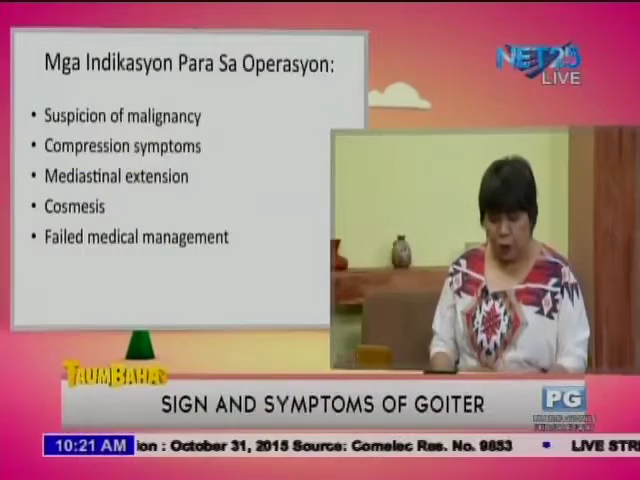 Mga Indikasyon Para Sa Operasyon:
NET25
LIVE
• Suspicion of malignancy
• Compression symptoms
• Mediastinal extension
• Cosmesis
• Failed medical management
TAUMBAHAY
SIGN AND SYMPTOMS OF GOITER
PG
10:21 AM ion : October 31, 2015 Source: Comelec Res. No. 9853 • LIVE STR